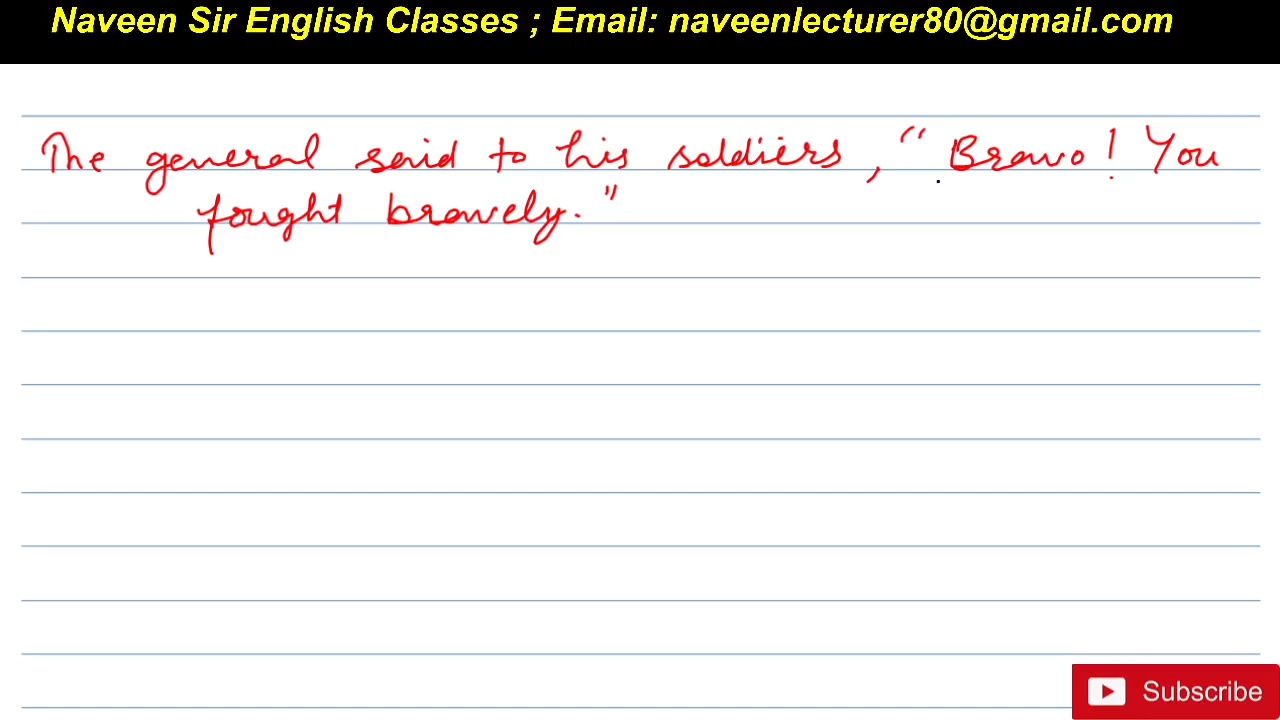 Naveen Sir English Classes ; Email: naveenlecturer80@gmail.com
The general said to his soldiers, "Bravo! You
fought bravely."
Subscribe